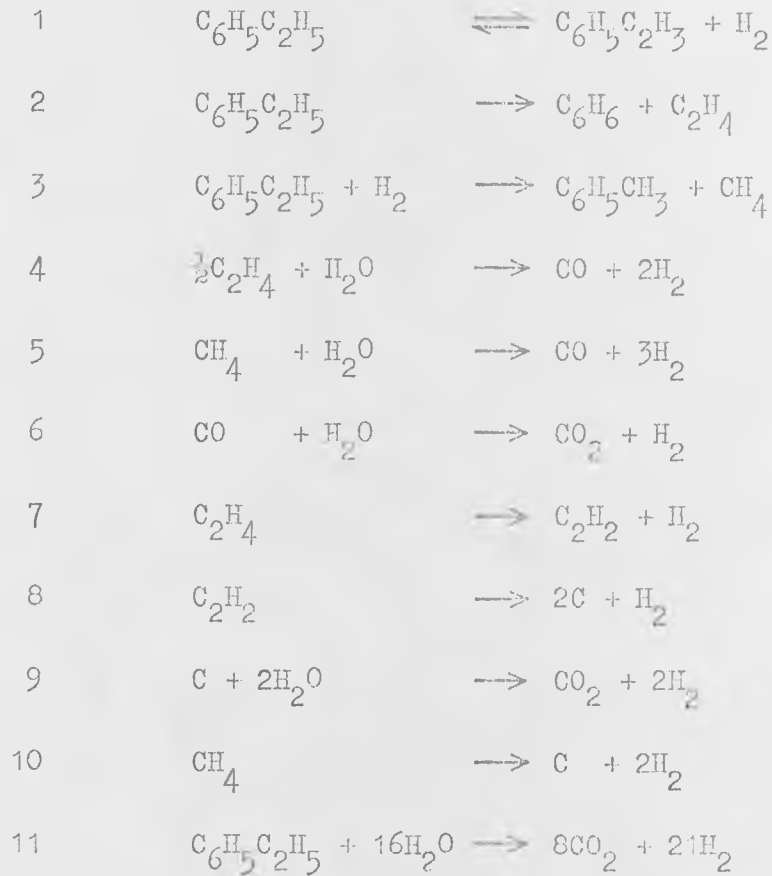 1 C₆H₅C₂H₅ ⇌ C₆H₅C₂H₃ + H₂
2 C₆H₅C₂H₅ → C₆H₆ + C₂H₄
3 C₆H₅C₂H₅ + H₂ → C₆H₅CH₃ + CH₄
4 ½C₂H₄ + H₂O → CO + 2H₂
5 CH₄ + H₂O → CO + 3H₂
6 CO + H₂O → CO₂ + H₂
7 C₂H₄ → C₂H₂ + H₂
8 C₂H₂ → 2C + H₂
9 C + 2H₂O → CO₂ + 2H₂
10 CH₄ → C + 2H₂
11 C₆H₅C₂H₅ + 16H₂O → 8CO₂ + 21H₂